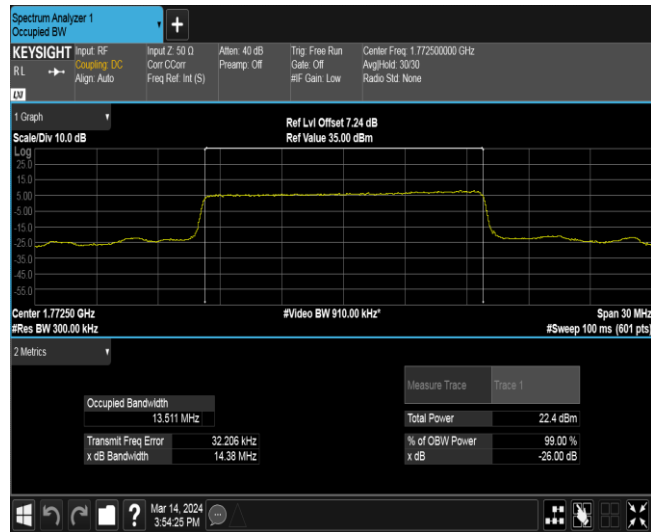 Spectrum Analyzer 1
Occupied BW
KEYSIGHT
RL
LXI
Input: RF
Coupling: DC
Align: Auto
Input Z: 50 Ω
Corr CCorr
Freq Ref: Int (S)
Atten: 40 dB
Preamp: Off
Trig: Free Run
Gate: Off
#IF Gain: Low
Center Freq: 1.772500000 GHz
Avg|Hold: 30/30
Radio Std: None
1 Graph
Scale/Div 10.0 dB
Ref Lvl Offset 7.24 dB
Ref Value 35.00 dBm
Log
25.0
15.0
5.00
-5.00
-15.0
-25.0
-35.0
-45.0
-55.0
Center 1.77250 GHz
#Video BW 910.00 kHz*
Span 30 MHz
#Res BW 300.00 kHz
#Sweep 100 ms (601 pts)
2 Metrics
Measure Trace Trace 1
Occupied Bandwidth
13.511 MHz
Total Power 22.4 dBm
Transmit Freq Error 32.206 kHz
% of OBW Power 99.00 %
x dB Bandwidth 14.38 MHz
x dB -26.00 dB
?
Mar 14, 2024
3:54:25 PM